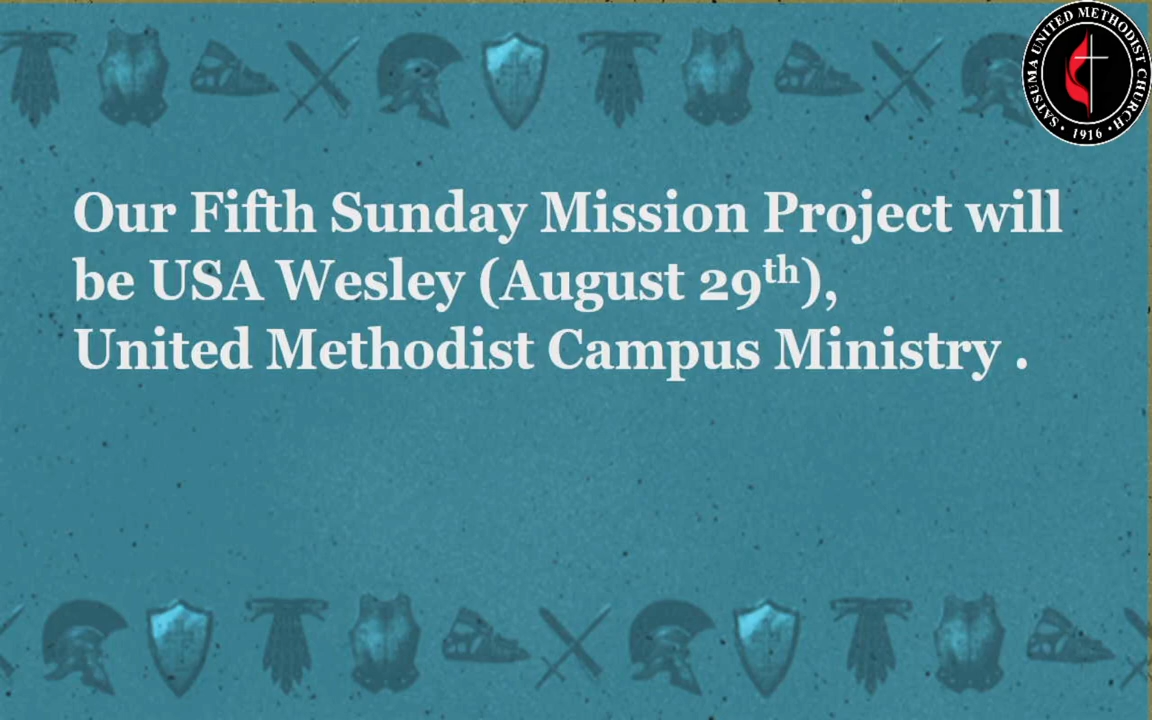 SATSUMA UNITED METHODIST CHURCH
• 1916 •
Our Fifth Sunday Mission Project will
be USA Wesley (August 29th),
United Methodist Campus Ministry .